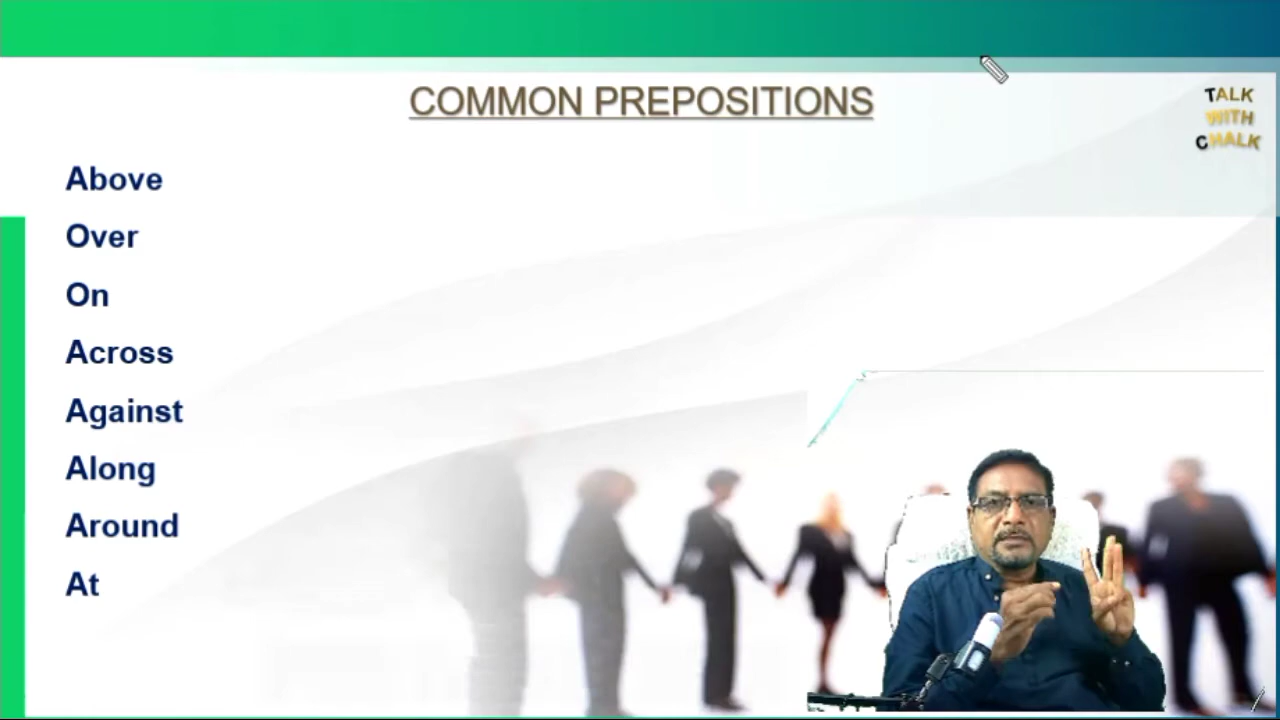 COMMON PREPOSITIONS
TALK
WITH
CHALK
Above
Over
On
Across
Against
Along
Around
At